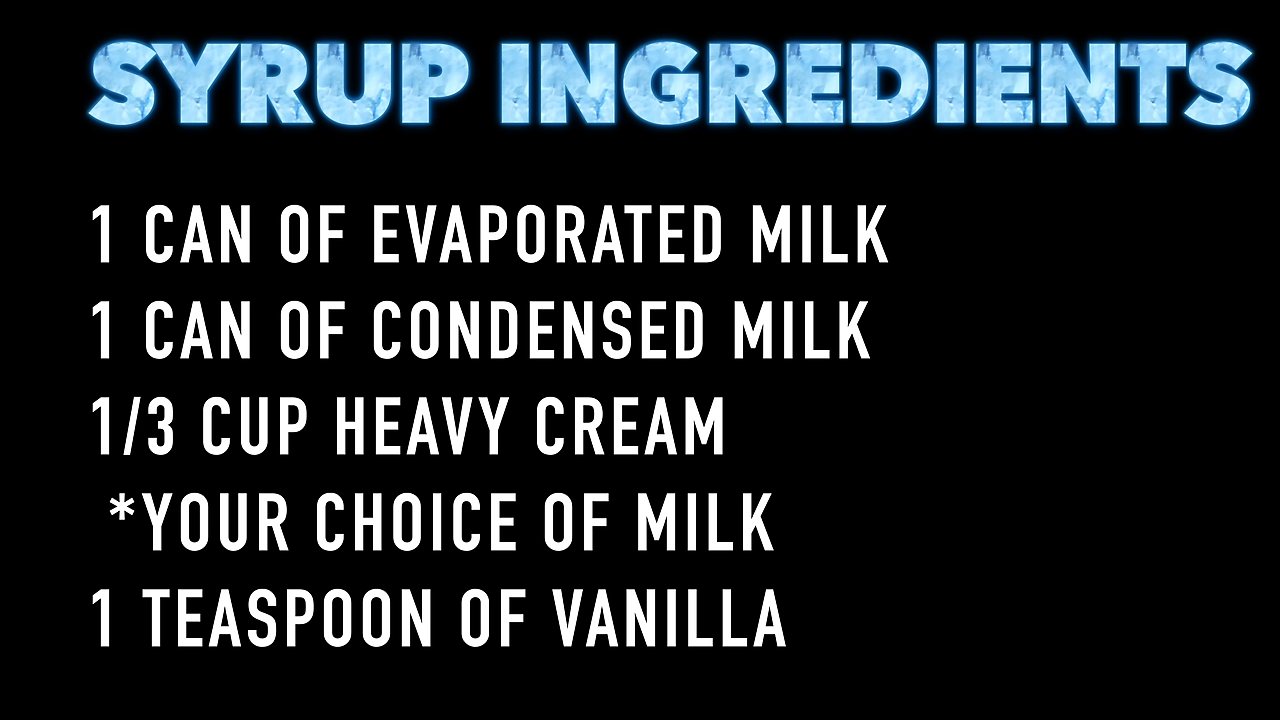 SYRUP INGREDIENTS
1 CAN OF EVAPORATED MILK
1 CAN OF CONDENSED MILK
1/3 CUP HEAVY CREAM
*YOUR CHOICE OF MILK
1 TEASPOON OF VANILLA